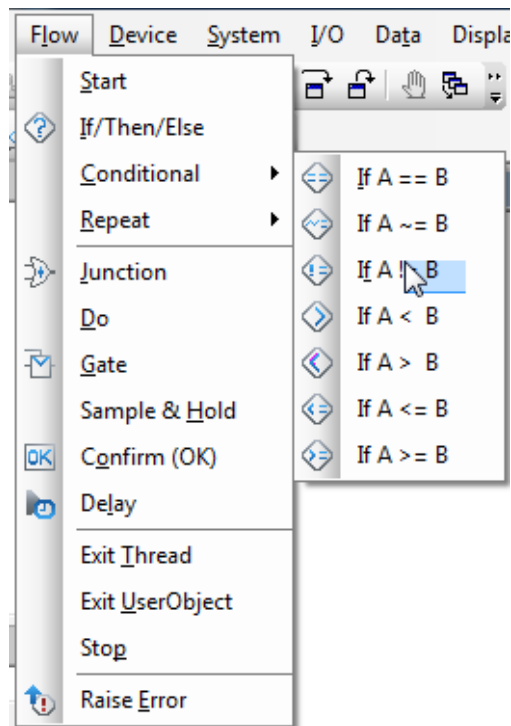 Flow Device System I/O Data Displa
Start
If/Then/Else
Conditional
Repeat
Junction
Do
Gate
Sample & Hold
OK Confirm (OK)
Delay
Exit Thread
Exit UserObject
Stop
Raise Error
== If A == B
~= If A ~= B
!= If A != B
If A < B
If A > B
<= If A <= B
>= If A >= B